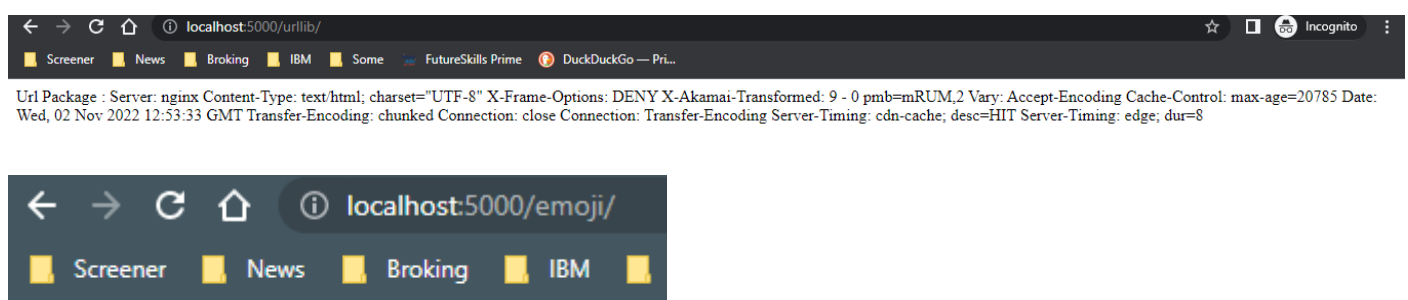 localhost:5000/urllib/
Incognito
Screener News Broking IBM Some FutureSkills Prime DuckDuckGo — Pri...
Url Package : Server: nginx Content-Type: text/html; charset="UTF-8" X-Frame-Options: DENY X-Akamai-Transformed: 9 - 0 pmb=mRUM,2 Vary: Accept-Encoding Cache-Control: max-age=20785 Date:
Wed, 02 Nov 2022 12:53:33 GMT Transfer-Encoding: chunked Connection: close Connection: Transfer-Encoding Server-Timing: cdn-cache; desc=HIT Server-Timing: edge; dur=8
localhost:5000/emoji/
Screener News Broking IBM